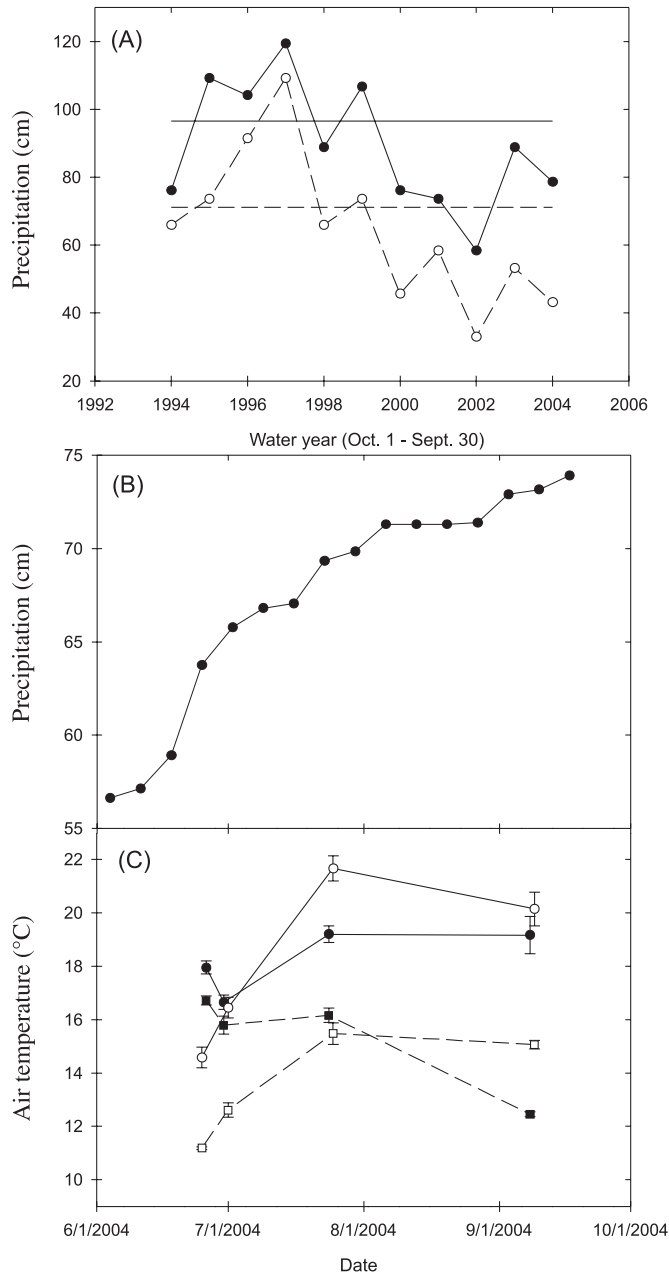 (A)
Precipitation (cm)
120
100
80
60
40
20
1992 1994 1996 1998 2000 2002 2004 2006
Water year (Oct. 1 - Sept. 30)
(B)
Precipitation (cm)
75
70
65
60
55
(C)
Air temperature (°C)
22
20
18
16
14
12
10
6/1/2004 7/1/2004 8/1/2004 9/1/2004 10/1/2004
Date